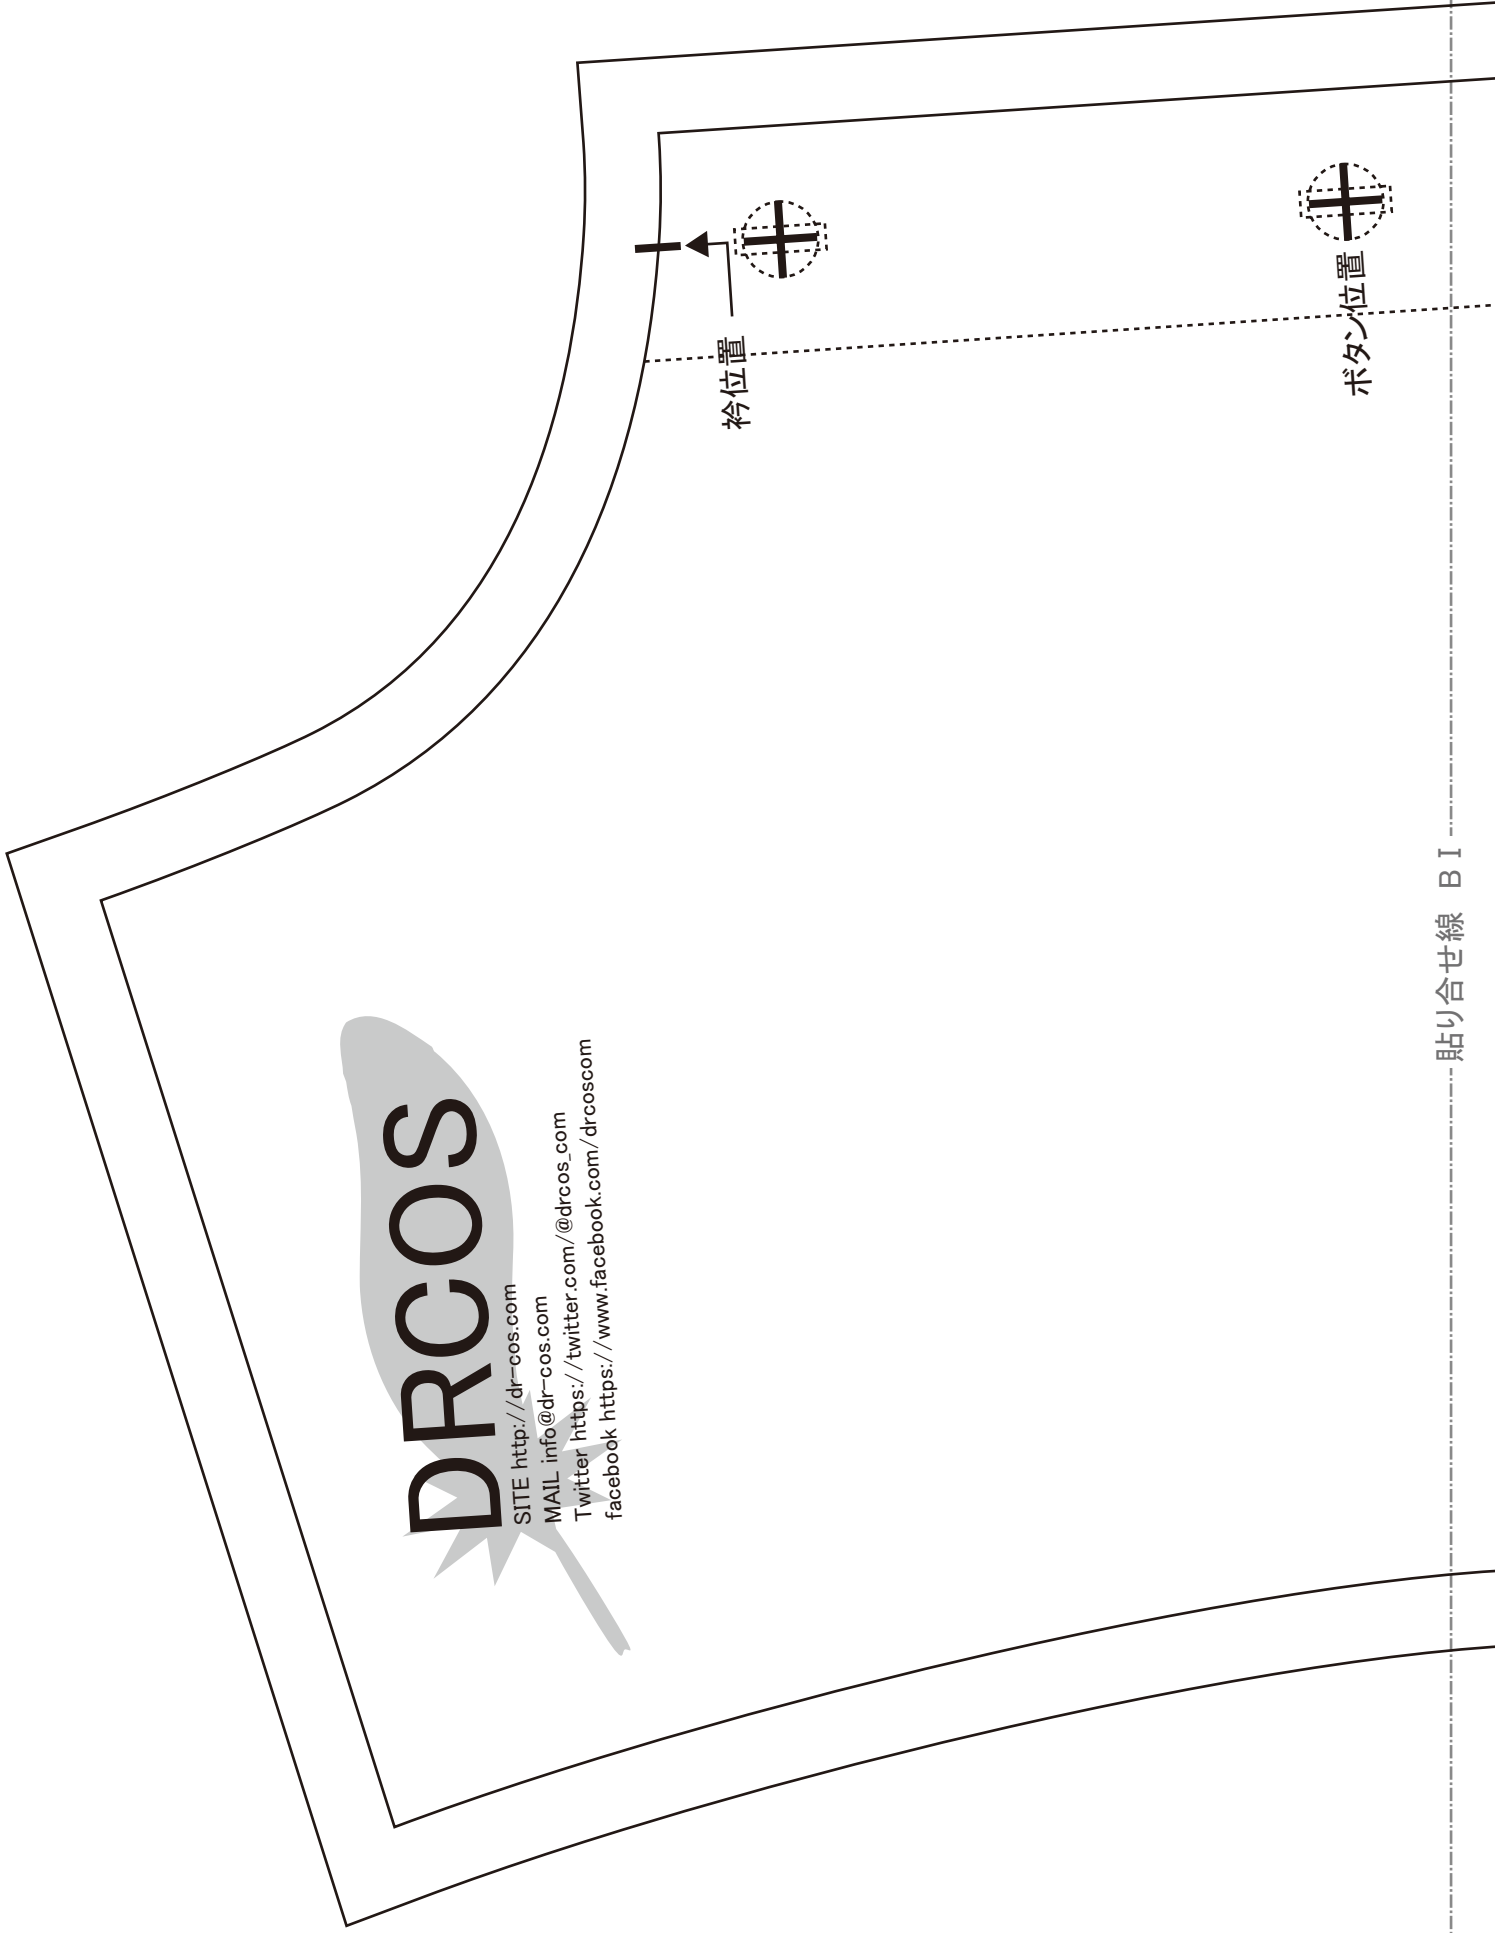 衿位置
ボタン位置
貼り合せ線 BI
DRCOS
SITE http://dr-cos.com
MAIL info@dr-cos.com
Twitter https://twitter.com/@drcos_com
facebook https://www.facebook.com/drcoscom